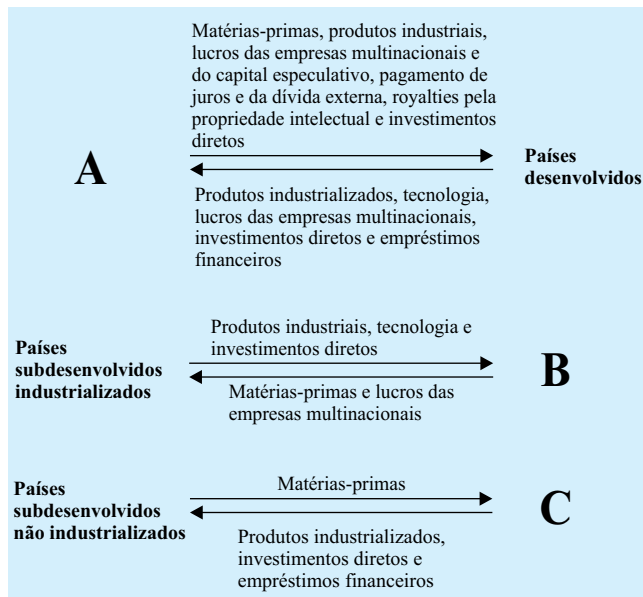 Matérias-primas, produtos industriais,
lucros das empresas multinacionais e
do capital especulativo, pagamento de
juros e da dívida externa, royalties pela
propriedade intelectual e investimentos
diretos
A
Países
desenvolvidos
Produtos industrializados, tecnologia,
lucros das empresas multinacionais,
investimentos diretos e empréstimos
financeiros
Países
subdesenvolvidos
industrializados
Produtos industriais, tecnologia e
investimentos diretos
B
Matérias-primas e lucros das
empresas multinacionais
Países
subdesenvolvidos
não industrializados
Matérias-primas
C
Produtos industrializados,
investimentos diretos e
empréstimos financeiros